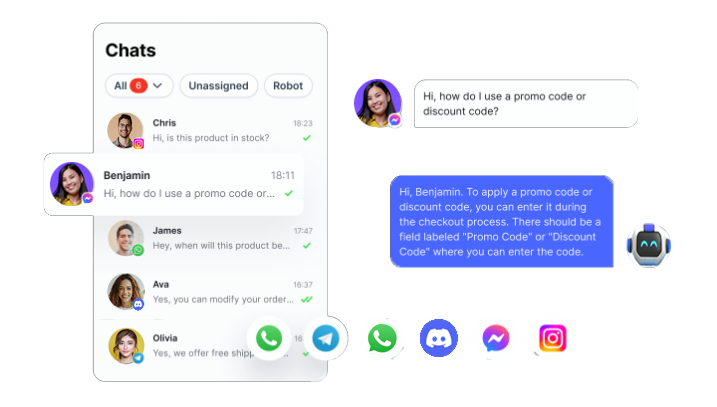 Chats
All 6
Unassigned
Robot
Chris 18:23
Hi, is this product in stock?
Benjamin 18:11
Hi, how do I use a promo code or...
James 17:47
Hey, when will this product be...
Ava 16:37
Yes, you can modify your order...
Olivia 16
Yes, we offer free ship
Hi, how do I use a promo code or
discount code?
Hi, Benjamin. To apply a promo code or
discount code, you can enter it during
the checkout process. There should be a
field labeled "Promo Code" or "Discount
Code" where you can enter the code.